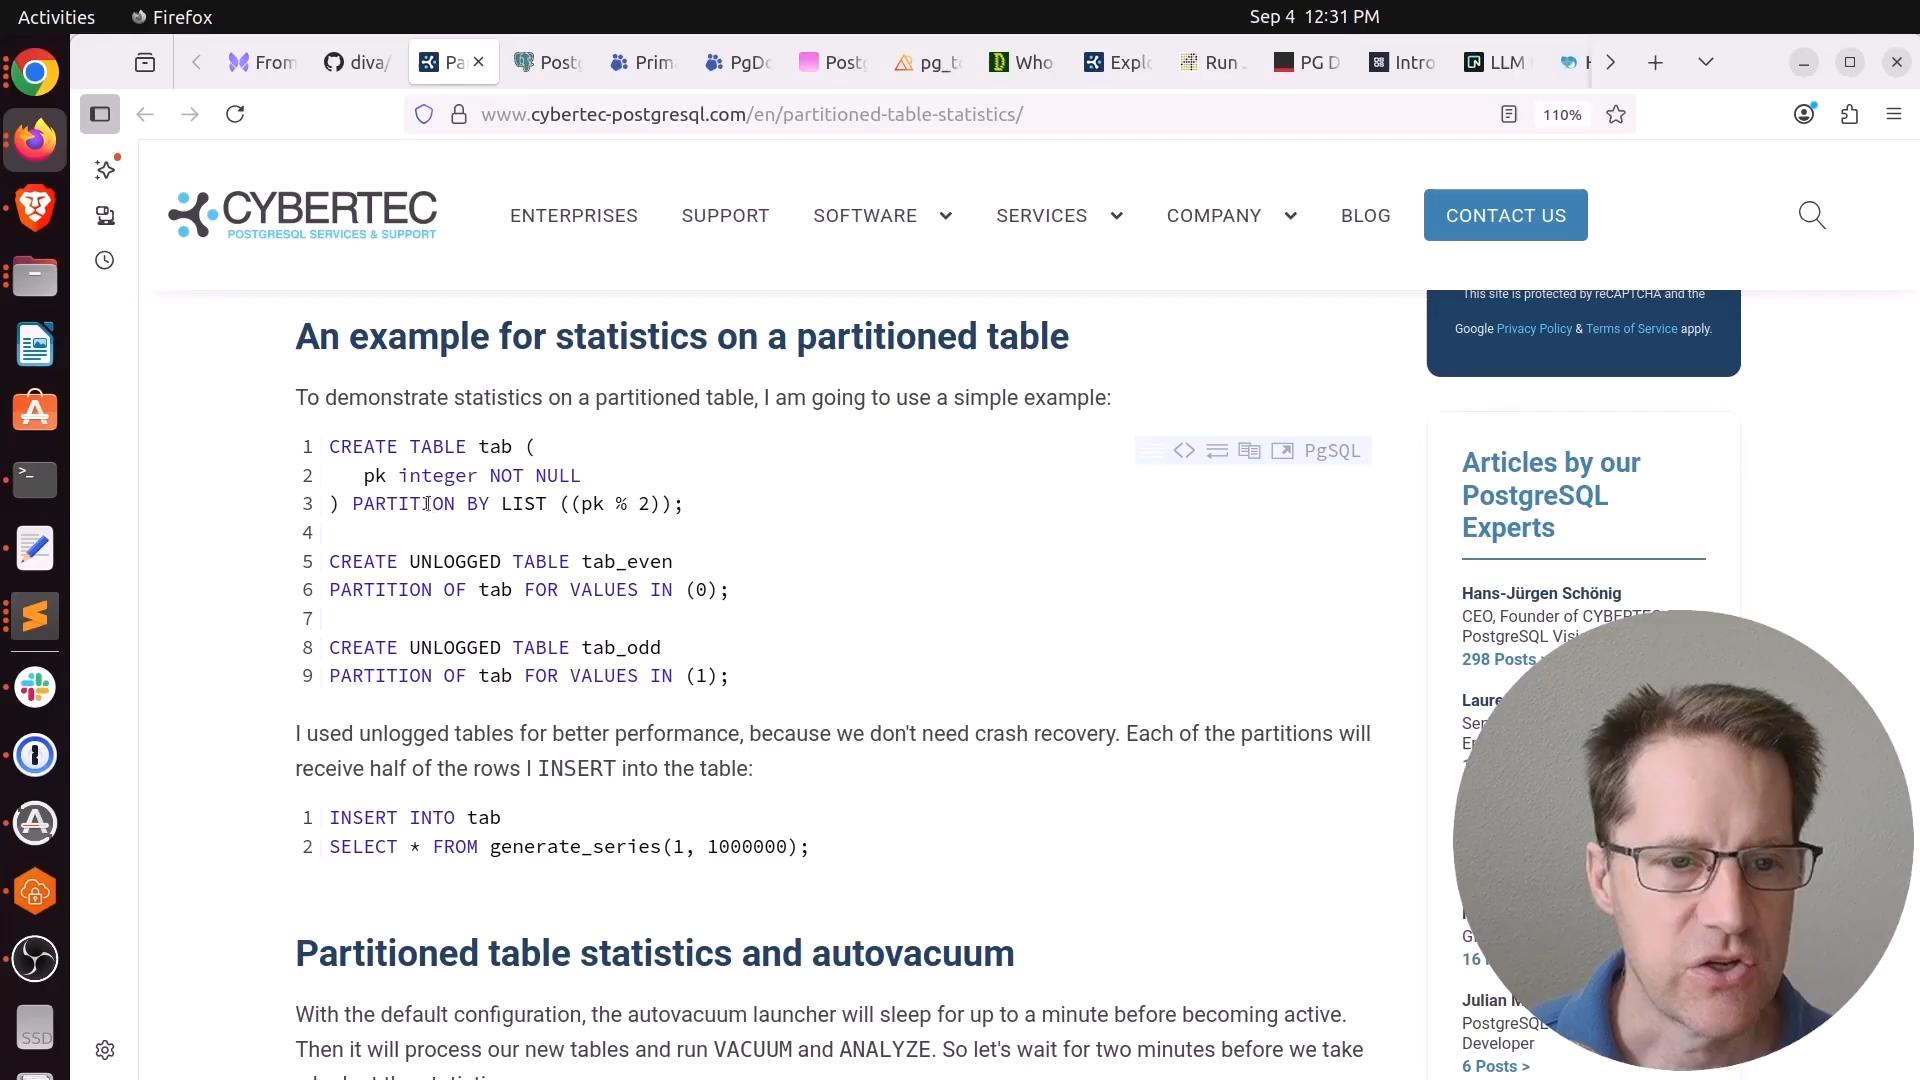 Activities
Firefox
Sep 4 12:31 PM
From
diva/
Pa
Postg
Prim
PgDo
Postg
pg_te
Who
Explo
Run
PG D
Intro
LLM
www.cybertec-postgresql.com/en/partitioned-table-statistics/
110%
CYBERTEC
POSTGRESQL SERVICES & SUPPORT
ENTERPRISES
SUPPORT
SOFTWARE
SERVICES
COMPANY
BLOG
CONTACT US
This site is protected by reCAPTCHA and the
Google Privacy Policy & Terms of Service apply.
An example for statistics on a partitioned table
To demonstrate statistics on a partitioned table, I am going to use a simple example:
PgSQL
1 CREATE TABLE tab (
2 pk integer NOT NULL
3 ) PARTITION BY LIST ((pk % 2));
4
5 CREATE UNLOGGED TABLE tab_even
6 PARTITION OF tab FOR VALUES IN (0);
7
8 CREATE UNLOGGED TABLE tab_odd
9 PARTITION OF tab FOR VALUES IN (1);
I used unlogged tables for better performance, because we don't need crash recovery. Each of the partitions will
receive half of the rows I INSERT into the table:
1 INSERT INTO tab
2 SELECT * FROM generate_series(1, 1000000);
Partitioned table statistics and autovacuum
With the default configuration, the autovacuum launcher will sleep for up to a minute before becoming active.
Then it will process our new tables and run VACUUM and ANALYZE. So let's wait for two minutes before we take
Articles by our
PostgreSQL
Experts
Hans-Jürgen Schönig
CEO, Founder of CYBERTEC
PostgreSQL
298 Posts
Laure
16
Julian
PostgreSQL
Developer
6 Posts >
SSD